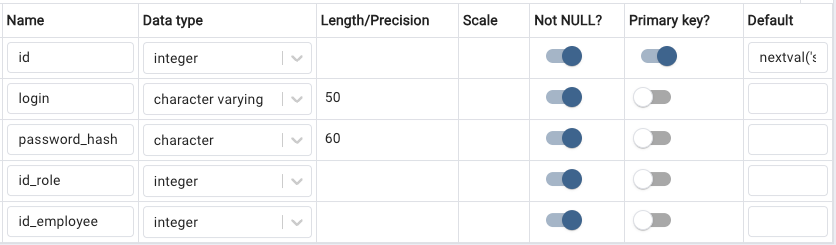 Name Data type Length/Precision Scale Not NULL? Primary key? Default
id integer nextval('s
login character varying 50
password_hash character 60
id_role integer
id_employee integer